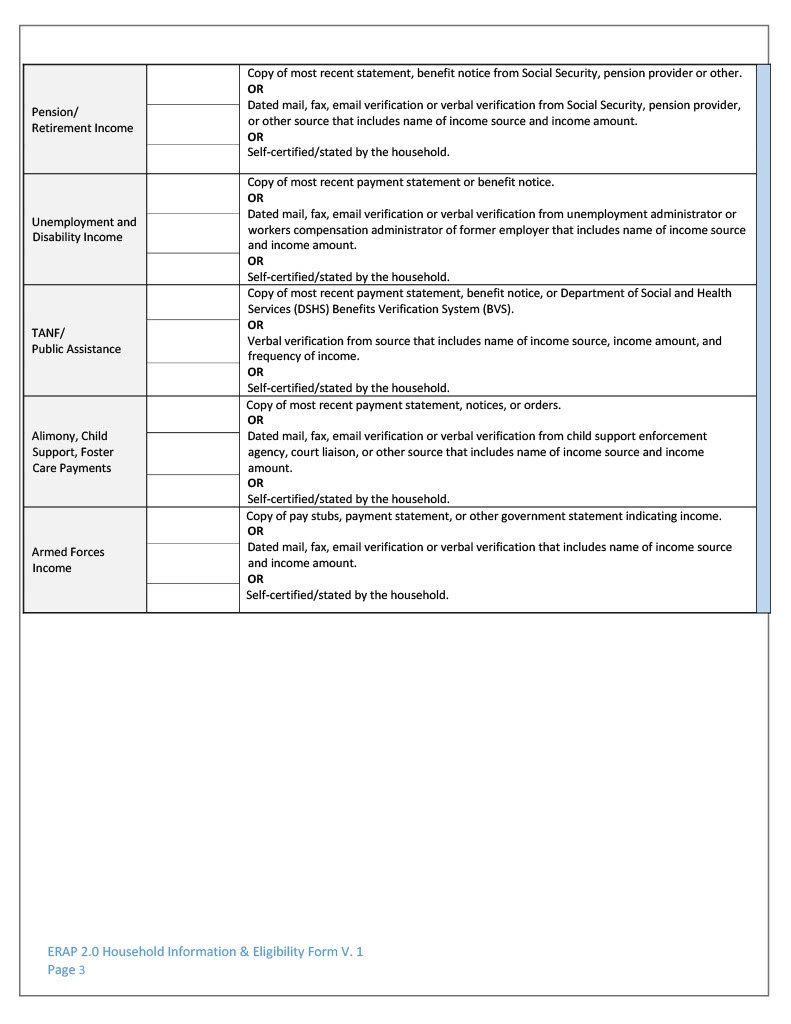 Pension/
Retirement Income
Copy of most recent statement, benefit notice from Social Security, pension provider or other.
OR
Dated mail, fax, email verification or verbal verification from Social Security, pension provider,
or other source that includes name of income source and income amount.
OR
Self-certified/stated by the household.
Unemployment and
Disability Income
Copy of most recent payment statement or benefit notice.
OR
Dated mail, fax, email verification or verbal verification from unemployment administrator or
workers compensation administrator of former employer that includes name of income source
and income amount.
OR
Self-certified/stated by the household.
TANF/
Public Assistance
Copy of most recent payment statement, benefit notice, or Department of Social and Health
Services (DSHS) Benefits Verification System (BVS).
OR
Verbal verification from source that includes name of income source, income amount, and
frequency of income.
OR
Self-certified/stated by the household.
Alimony, Child
Support, Foster
Care Payments
Copy of most recent payment statement, notices, or orders.
OR
Dated mail, fax, email verification or verbal verification from child support enforcement
agency, court liaison, or other source that includes name of income source and income
amount.
OR
Self-certified/stated by the household.
Armed Forces
Income
Copy of pay stubs, payment statement, or other government statement indicating income.
OR
Dated mail, fax, email verification or verbal verification that includes name of income source
and income amount.
OR
Self-certified/stated by the household.
ERAP 2.0 Household Information & Eligibility Form V. 1
Page 3